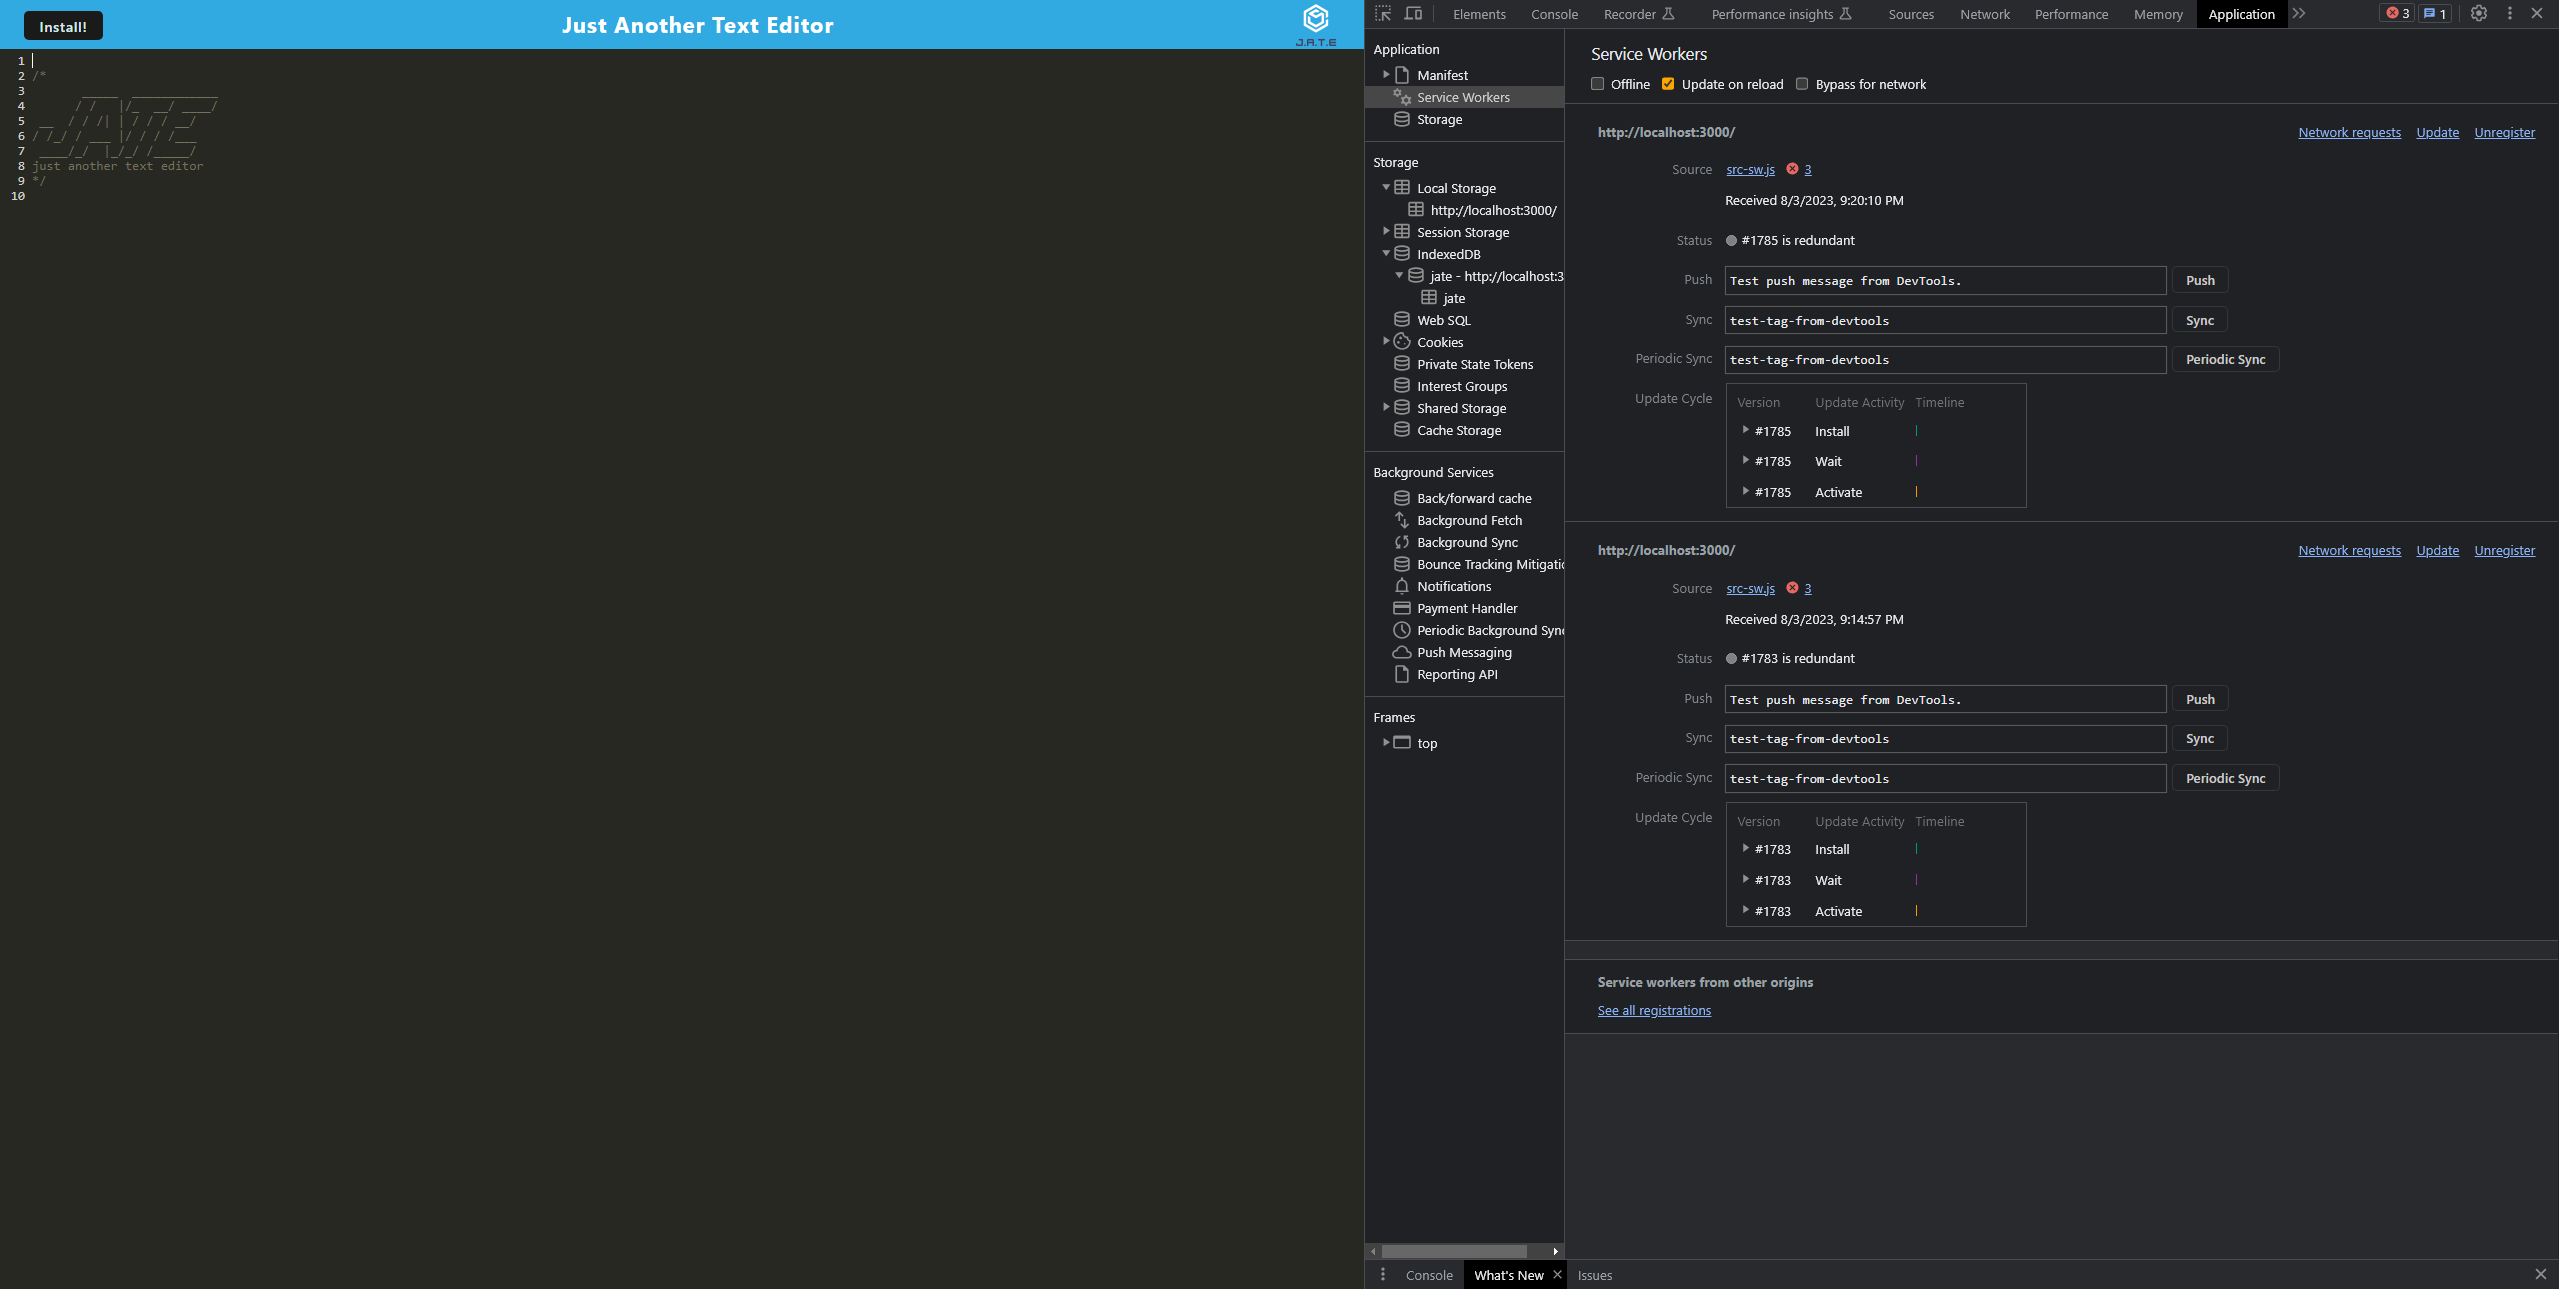 Install!
Just Another Text Editor
J.A.T.E
1
2 /*
3      _____  ____________
4      / /   |/_  __/ ____/
5 __  / / /| | / / / __/
6 / /_/ / ___ |/ / / /___
7 ____/_/  |_/_/ /_____/
8 just another text editor
9 */
10
Elements Console Recorder Performance insights Sources Network Performance Memory Application 3 1
Application
Manifest
Service Workers
Storage
Storage
Local Storage
http://localhost:3000/
Session Storage
IndexedDB
jate - http://localhost:3
jate
Web SQL
Cookies
Private State Tokens
Interest Groups
Shared Storage
Cache Storage
Background Services
Back/forward cache
Background Fetch
Background Sync
Bounce Tracking Mitigatio
Notifications
Payment Handler
Periodic Background Sync
Push Messaging
Reporting API
Frames
top
Service Workers
Offline Update on reload Bypass for network
http://localhost:3000/ Network requests Update Unregister
Source src-sw.js 3
Received 8/3/2023, 9:20:10 PM
Status #1785 is redundant
Push Test push message from DevTools. Push
Sync test-tag-from-devtools Sync
Periodic Sync test-tag-from-devtools Periodic Sync
Update Cycle Version Update Activity Timeline
#1785 Install
#1785 Wait
#1785 Activate
http://localhost:3000/ Network requests Update Unregister
Source src-sw.js 3
Received 8/3/2023, 9:14:57 PM
Status #1783 is redundant
Push Test push message from DevTools. Push
Sync test-tag-from-devtools Sync
Periodic Sync test-tag-from-devtools Periodic Sync
Update Cycle Version Update Activity Timeline
#1783 Install
#1783 Wait
#1783 Activate
Service workers from other origins
See all registrations
Console What's New Issues